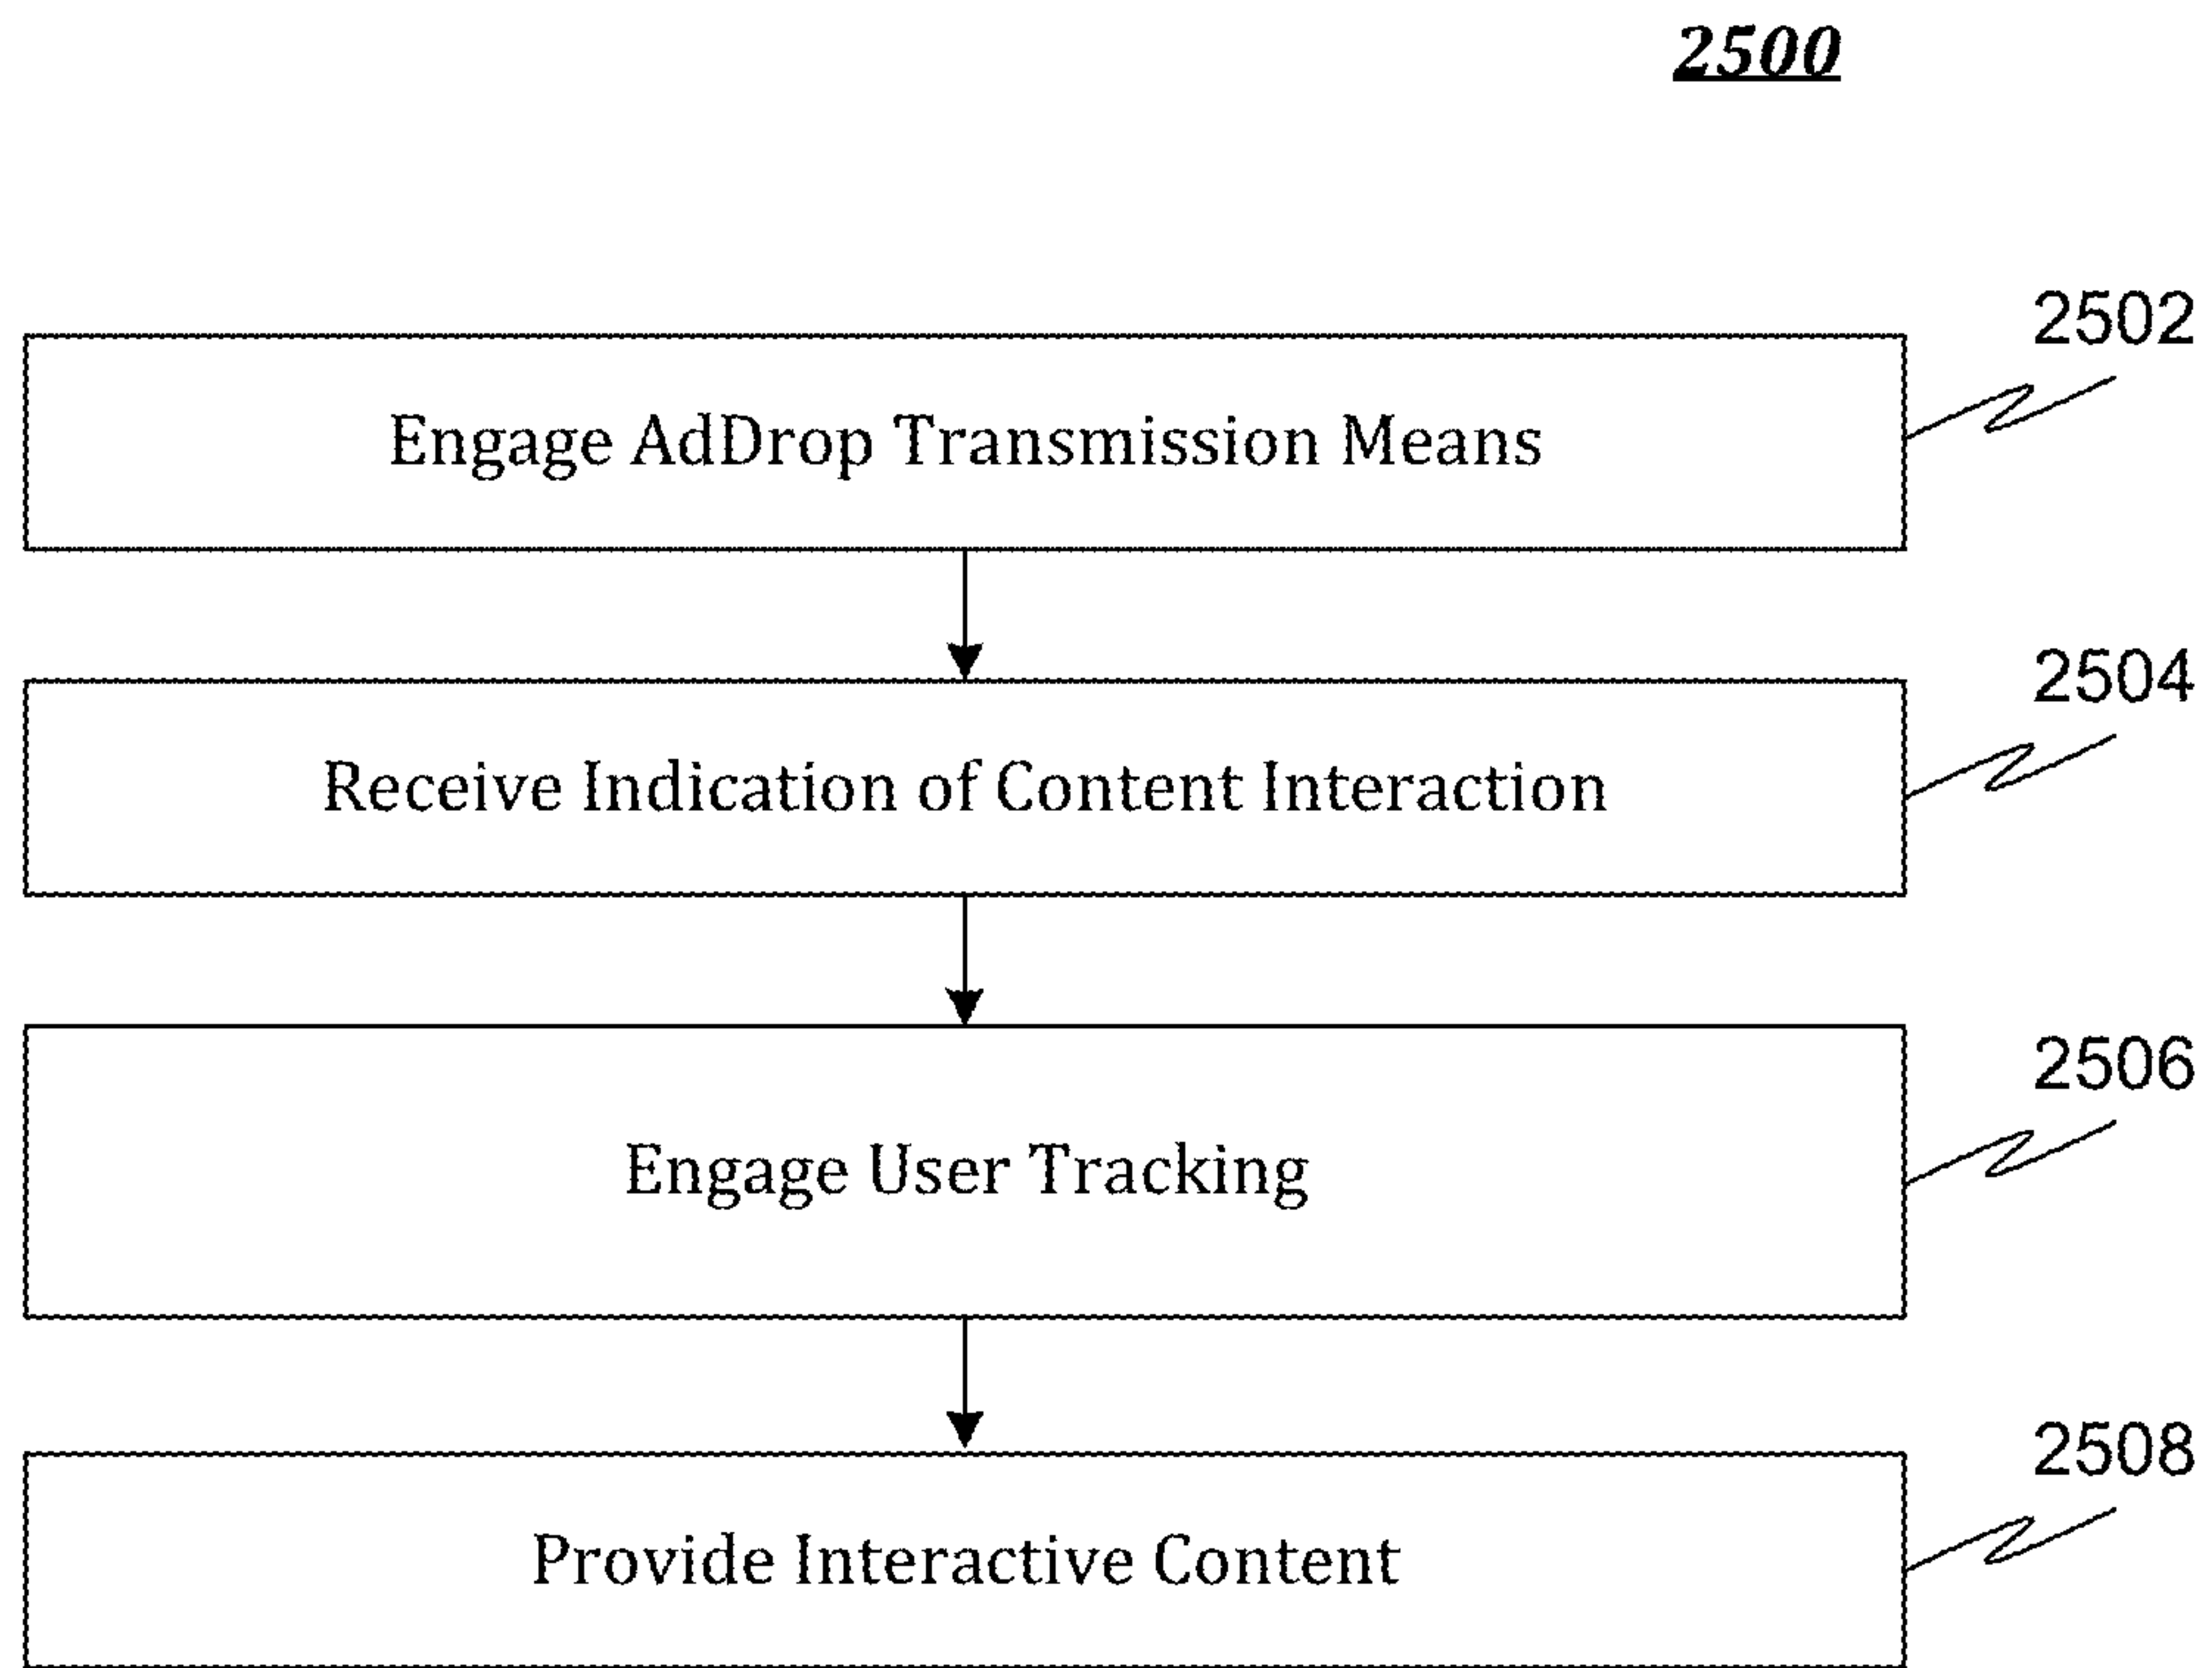 2500
2502
Engage AdDrop Transmission Means
2504
Receive Indication of Content Interaction
2506
Engage User Tracking
2508
Provide Interactive Content